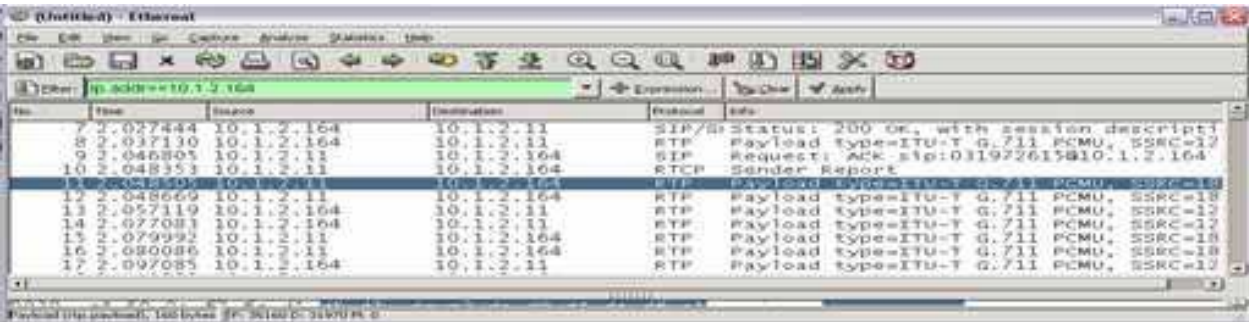 (Untitled) - Ethereal
File Edit View Go Capture Analyze Statistics Help
Filter: ip.addr==10.1.2.164 Expression... Clear Apply
No. Time Source Destination Protocol Info
7 2.027444 10.1.2.164 10.1.2.11 SIP/SI Status: 200 OK, with session descripti
8 2.037130 10.1.2.164 10.1.2.11 RTP Payload type=ITU-T G.711 PCMU, SSRC=12
9 2.046805 10.1.2.11 10.1.2.164 SIP Request: ACK sip:0319726150@10.1.2.164
10 2.048353 10.1.2.11 10.1.2.164 RTCP Sender Report
11 2.048505 10.1.2.11 10.1.2.164 RTP Payload type=ITU-T G.711 PCMU, SSRC=18
12 2.048669 10.1.2.11 10.1.2.164 RTP Payload type=ITU-T G.711 PCMU, SSRC=18
13 2.057119 10.1.2.164 10.1.2.11 RTP Payload type=ITU-T G.711 PCMU, SSRC=12
14 2.077083 10.1.2.164 10.1.2.11 RTP Payload type=ITU-T G.711 PCMU, SSRC=12
15 2.079992 10.1.2.11 10.1.2.164 RTP Payload type=ITU-T G.711 PCMU, SSRC=18
16 2.080086 10.1.2.11 10.1.2.164 RTP Payload type=ITU-T G.711 PCMU, SSRC=18
17 2.097085 10.1.2.164 10.1.2.11 RTP Payload type=ITU-T G.711 PCMU, SSRC=12
Payload (rtp.payload), 160 bytes